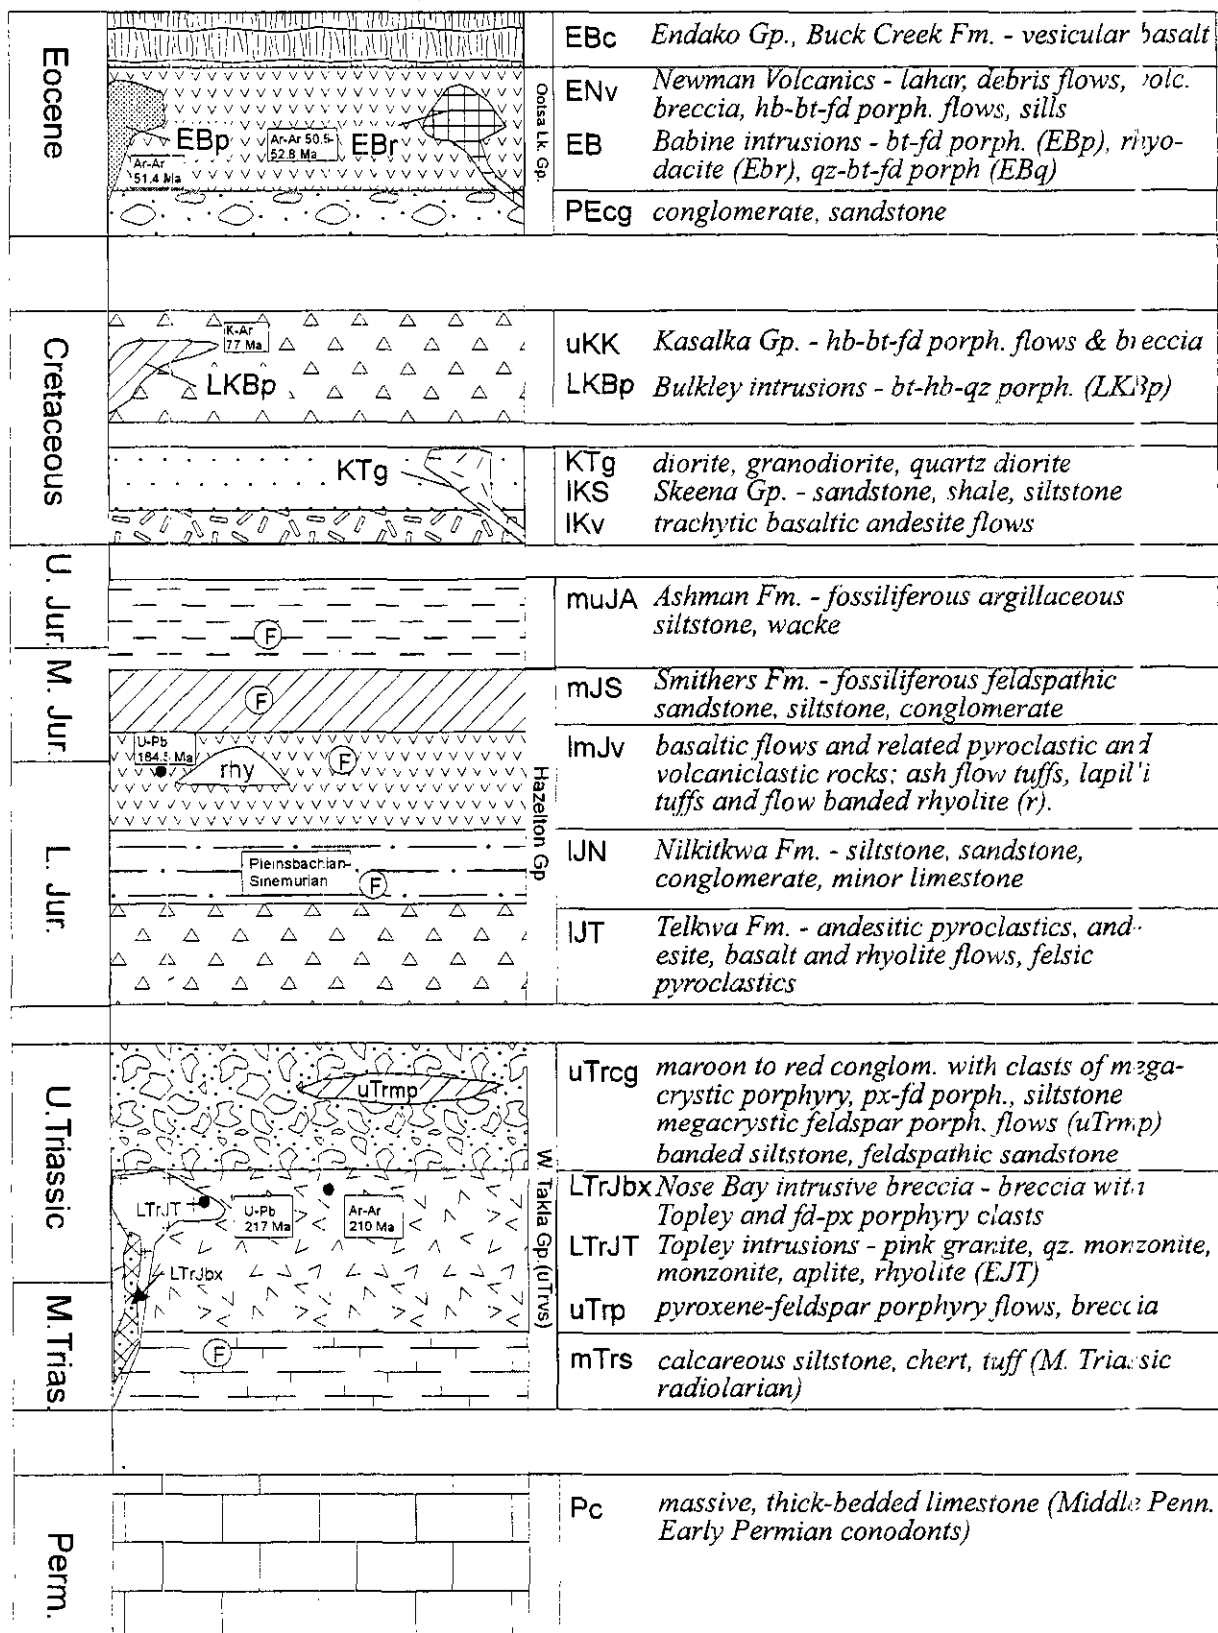 Eocene
EBc Endako Gp., Buck Creek Fm. - vesicular basalt
ENv Newman Volcanics - lahar, debris flows, volc.
breccia, hb-bt-fd porph. flows, sills
EB Babine intrusions - bt-fd porph. (EBp), rhyo-
dacite (Ebr), qz-bt-fd porph (EBq)
PEcg conglomerate, sandstone
EBp
Ar-Ar 50.5-
52.8 Ma
EBr
Ar-Ar
51.4 Ma
Ootsa Lk. Gp.
Cretaceous
K-Ar
77 Ma
LKBp
uKK Kasalka Gp. - hb-bt-fd porph. flows & breccia
LKBp Bulkley intrusions - bt-hb-qz porph. (LKBp)
KTg
KTg diorite, granodiorite, quartz diorite
lKS Skeena Gp. - sandstone, shale, siltstone
lKv trachytic basaltic andesite flows
U. Jur.
M. Jur.
L. Jur.
F
muJA Ashman Fm. - fossiliferous argillaceous
siltstone, wacke
F
mJS Smithers Fm. - fossiliferous feldspathic
sandstone, siltstone, conglomerate
U-Pb
184.5 Ma
rhy
F
lmJv basaltic flows and related pyroclastic and
volcaniclastic rocks; ash flow tuffs, lapilli
tuffs and flow banded rhyolite (r).
Hazelton Gp
Pleinsbachian-
Sinemurian
F
lJN Nilkitkwa Fm. - siltstone, sandstone,
conglomerate, minor limestone
lJT Telkwa Fm. - andesitic pyroclastics, and-
esite, basalt and rhyolite flows, felsic
pyroclastics
U.Triassic
M.Trias.
uTrmp
uTrcg maroon to red conglom. with clasts of mega-
crystic porphyry, px-fd porph., siltstone
megacrystic feldspar porph. flows (uTrmp)
banded siltstone, feldspathic sandstone
W Takla Gp.(uTrvs)
LTrJT
U-Pb
217 Ma
Ar-Ar
210 Ma
LTrJbx
LTrJbx Nose Bay intrusive breccia - breccia with
Topley and fd-px porphyry clasts
LTrJT Topley intrusions - pink granite, qz. monzonite,
monzonite, aplite, rhyolite (EJT)
uTrp pyroxene-feldspar porphyry flows, breccia
F
mTrs calcareous siltstone, chert, tuff (M. Triassic
radiolarian)
Perm.
Pc massive, thick-bedded limestone (Middle Penn.
Early Permian conodonts)